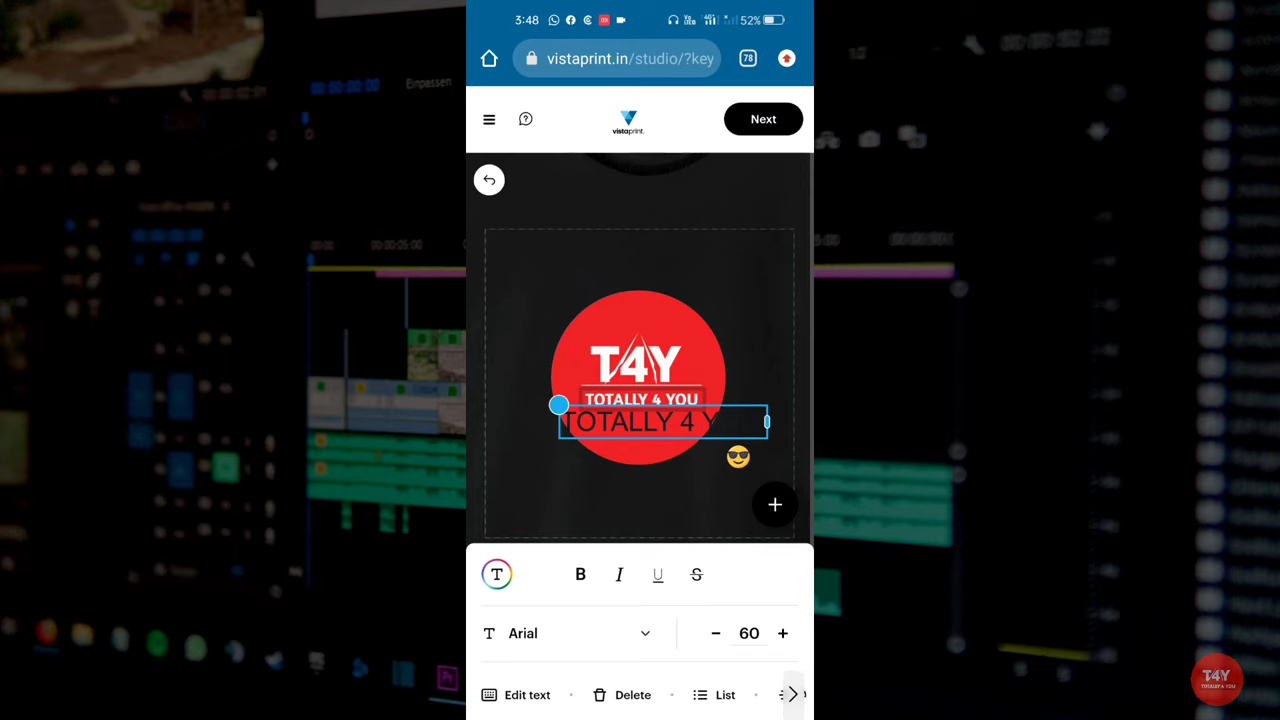 3:48
52%
vistaprint.in/studio/?key
78
Next
vistaprint.
T4Y
TOTALLY 4 YOU
TOTALLY 4 Y
B I U S
T Arial
60
Edit text
Delete
List
Einpassen
T4Y
TOTALLY 4 YOU